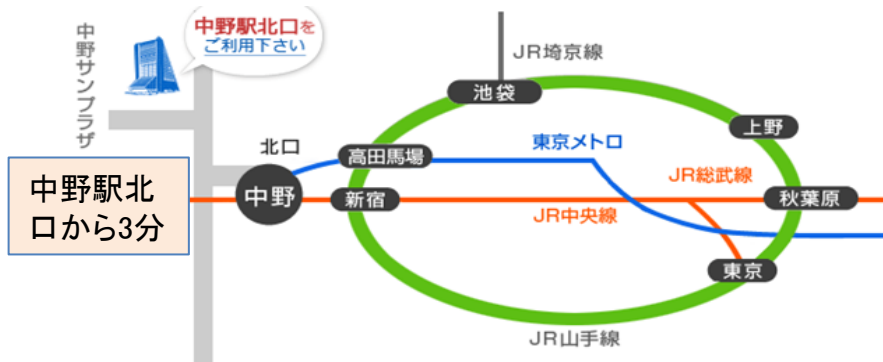 中野サンプラザ
中野駅北口を
ご利用下さい
JR埼京線
池袋
上野
北口
高田馬場
東京メトロ
中野駅北
口から3分
中野
新宿
JR総武線
秋葉原
JR中央線
東京
JR山手線